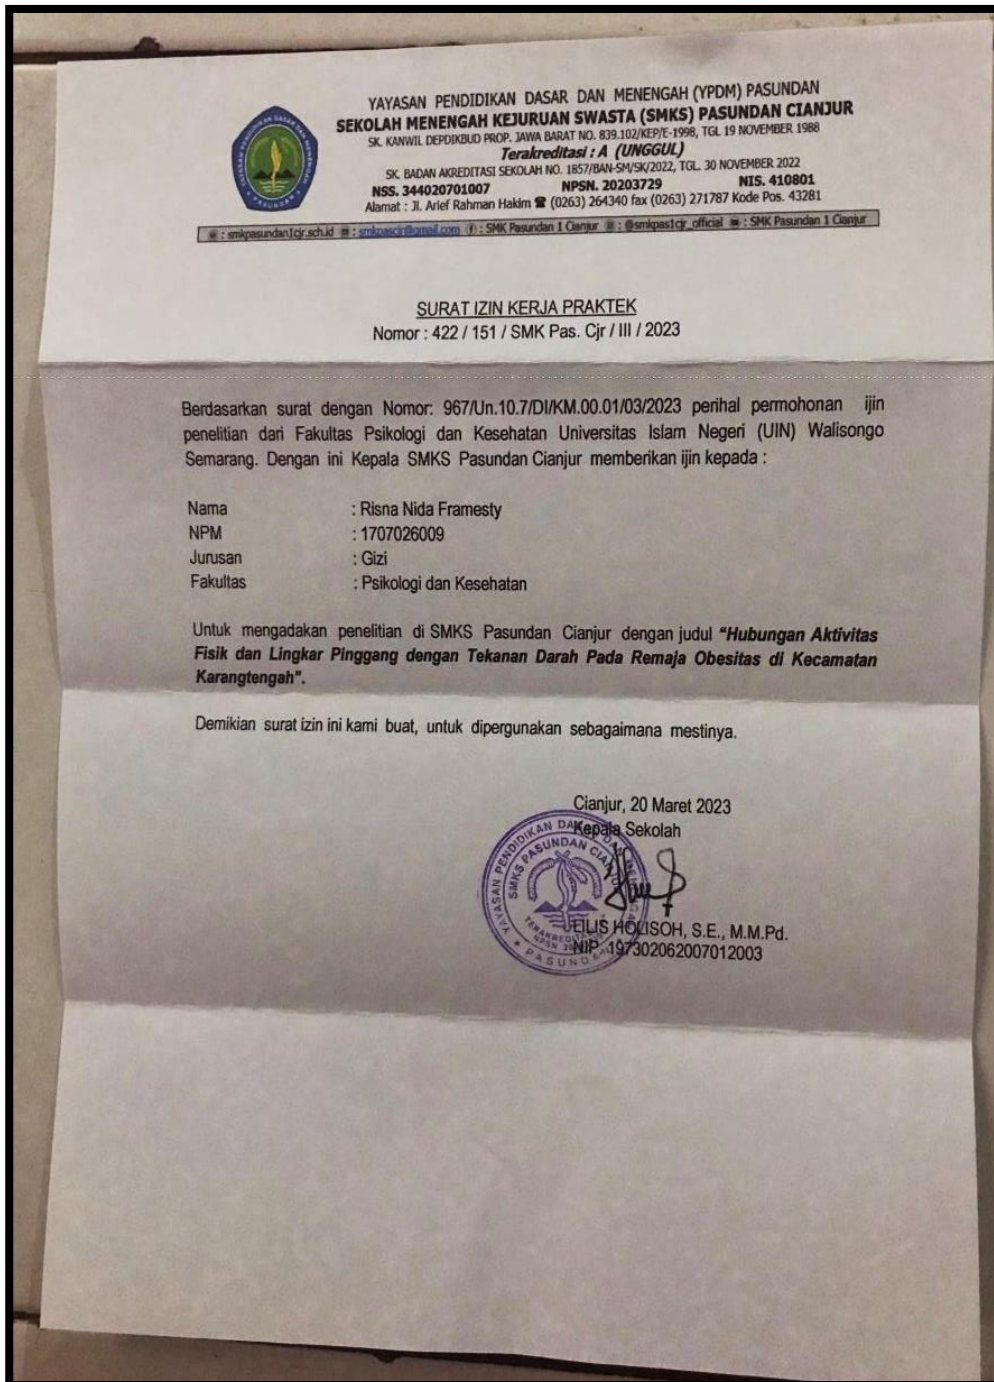 YAYASAN PENDIDIKAN DASAR DAN MENENGAH (YPDM) PASUNDAN
SEKOLAH MENENGAH KEJURUAN SWASTA (SMKS) PASUNDAN CIANJUR
SK. KANWIL DEPDIKBUD PROP. JAWA BARAT NO. 839.102/KEP/E-1998, TGL 19 NOVEMBER 1988
Terakreditasi : A (UNGGUL)
SK. BADAN AKREDITASI SEKOLAH NO. 1857/BAN-SM/SK/2022, TGL. 30 NOVEMBER 2022
NSS. 344020701007 NPSN. 20203729 NIS. 410801
Alamat : Jl. Arief Rahman Hakim ☎ (0263) 264340 fax (0263) 271787 Kode Pos. 43281
: smkpasundan1cjr.sch.id : smkpascjr@gmail.com : SMK Pasundan 1 Cianjur : @smkpas1cjr_official : SMK Pasundan 1 Cianjur
SURAT IZIN KERJA PRAKTEK
Nomor : 422 / 151 / SMK Pas. Cjr / III / 2023
Berdasarkan surat dengan Nomor: 967/Un.10.7/DI/KM.00.01/03/2023 perihal permohonan ijin
penelitian dari Fakultas Psikologi dan Kesehatan Universitas Islam Negeri (UIN) Walisongo
Semarang. Dengan ini Kepala SMKS Pasundan Cianjur memberikan ijin kepada :
Nama : Risna Nida Framesty
NPM : 1707026009
Jurusan : Gizi
Fakultas : Psikologi dan Kesehatan
Untuk mengadakan penelitian di SMKS Pasundan Cianjur dengan judul "Hubungan Aktivitas
Fisik dan Lingkar Pinggang dengan Tekanan Darah Pada Remaja Obesitas di Kecamatan
Karangtengah".
Demikian surat izin ini kami buat, untuk dipergunakan sebagaimana mestinya.
Cianjur, 20 Maret 2023
Kepala Sekolah
HOLISOH, S.E., M.M.Pd.
NIP. 197302062007012003
YAYASAN PENDIDIKAN
SMKS PASUNDAN
PASUNDAN